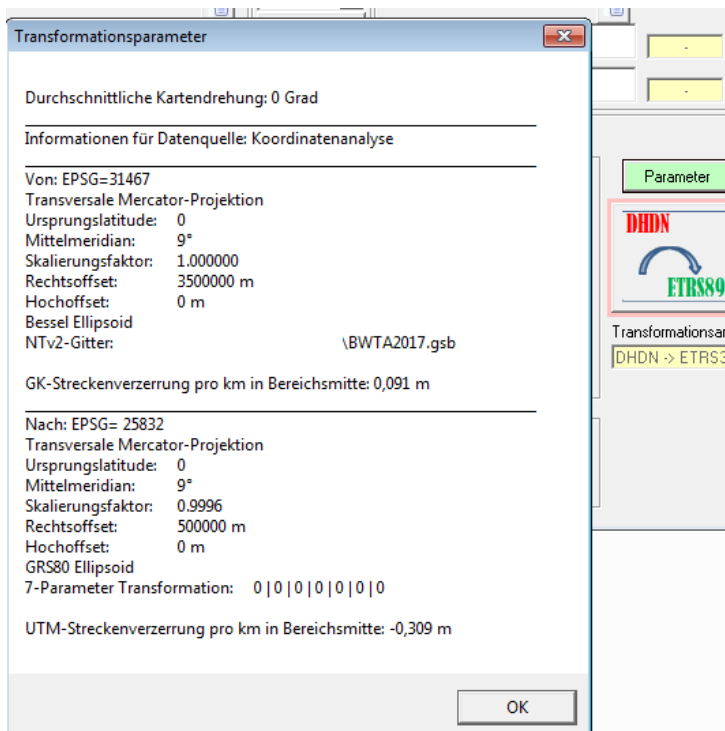 Transformationsparameter
Durchschnittliche Kartendrehung: 0 Grad
Informationen für Datenquelle: Koordinatenanalyse
Von: EPSG=31467
Transversale Mercator-Projektion
Ursprungslatitude: 0
Mittelmeridian: 9°
Skalierungsfaktor: 1.000000
Rechtsoffset: 3500000 m
Hochoffset: 0 m
Bessel Ellipsoid
NTv2-Gitter: \BWTA2017.gsb
GK-Streckenverzerrung pro km in Bereichsmitte: 0,091 m
Nach: EPSG= 25832
Transversale Mercator-Projektion
Ursprungslatitude: 0
Mittelmeridian: 9°
Skalierungsfaktor: 0.9996
Rechtsoffset: 500000 m
Hochoffset: 0 m
GRS80 Ellipsoid
7-Parameter Transformation: 0|0|0|0|0|0|0
UTM-Streckenverzerrung pro km in Bereichsmitte: -0,309 m
OK
-
-
Parameter
DHDN
ETRS89
Transformationsar
DHDN -> ETRS